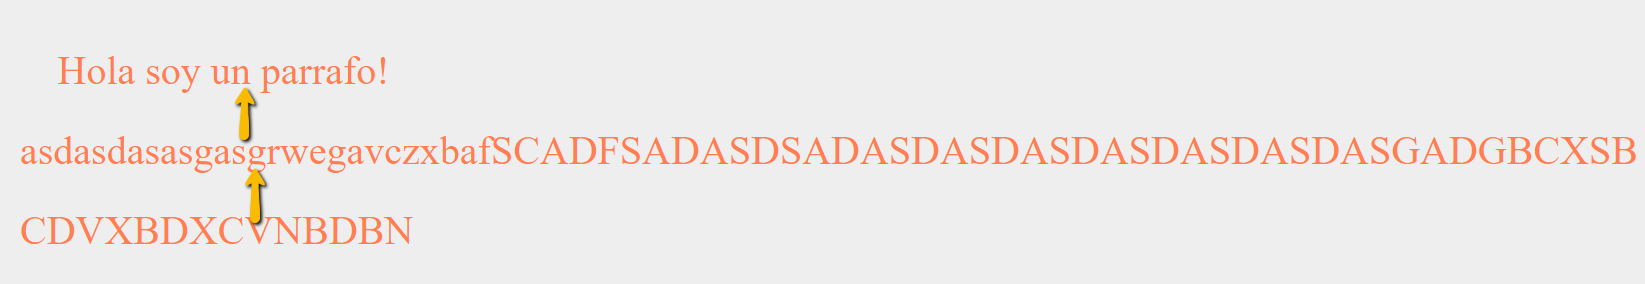 Hola soy un parrafo!
asdasdasasgasgrwegavczxbafSCADFSADASDSADASDASDASDASDASDASDASGADGBCXSB
CDVXBDXCVNBDBN